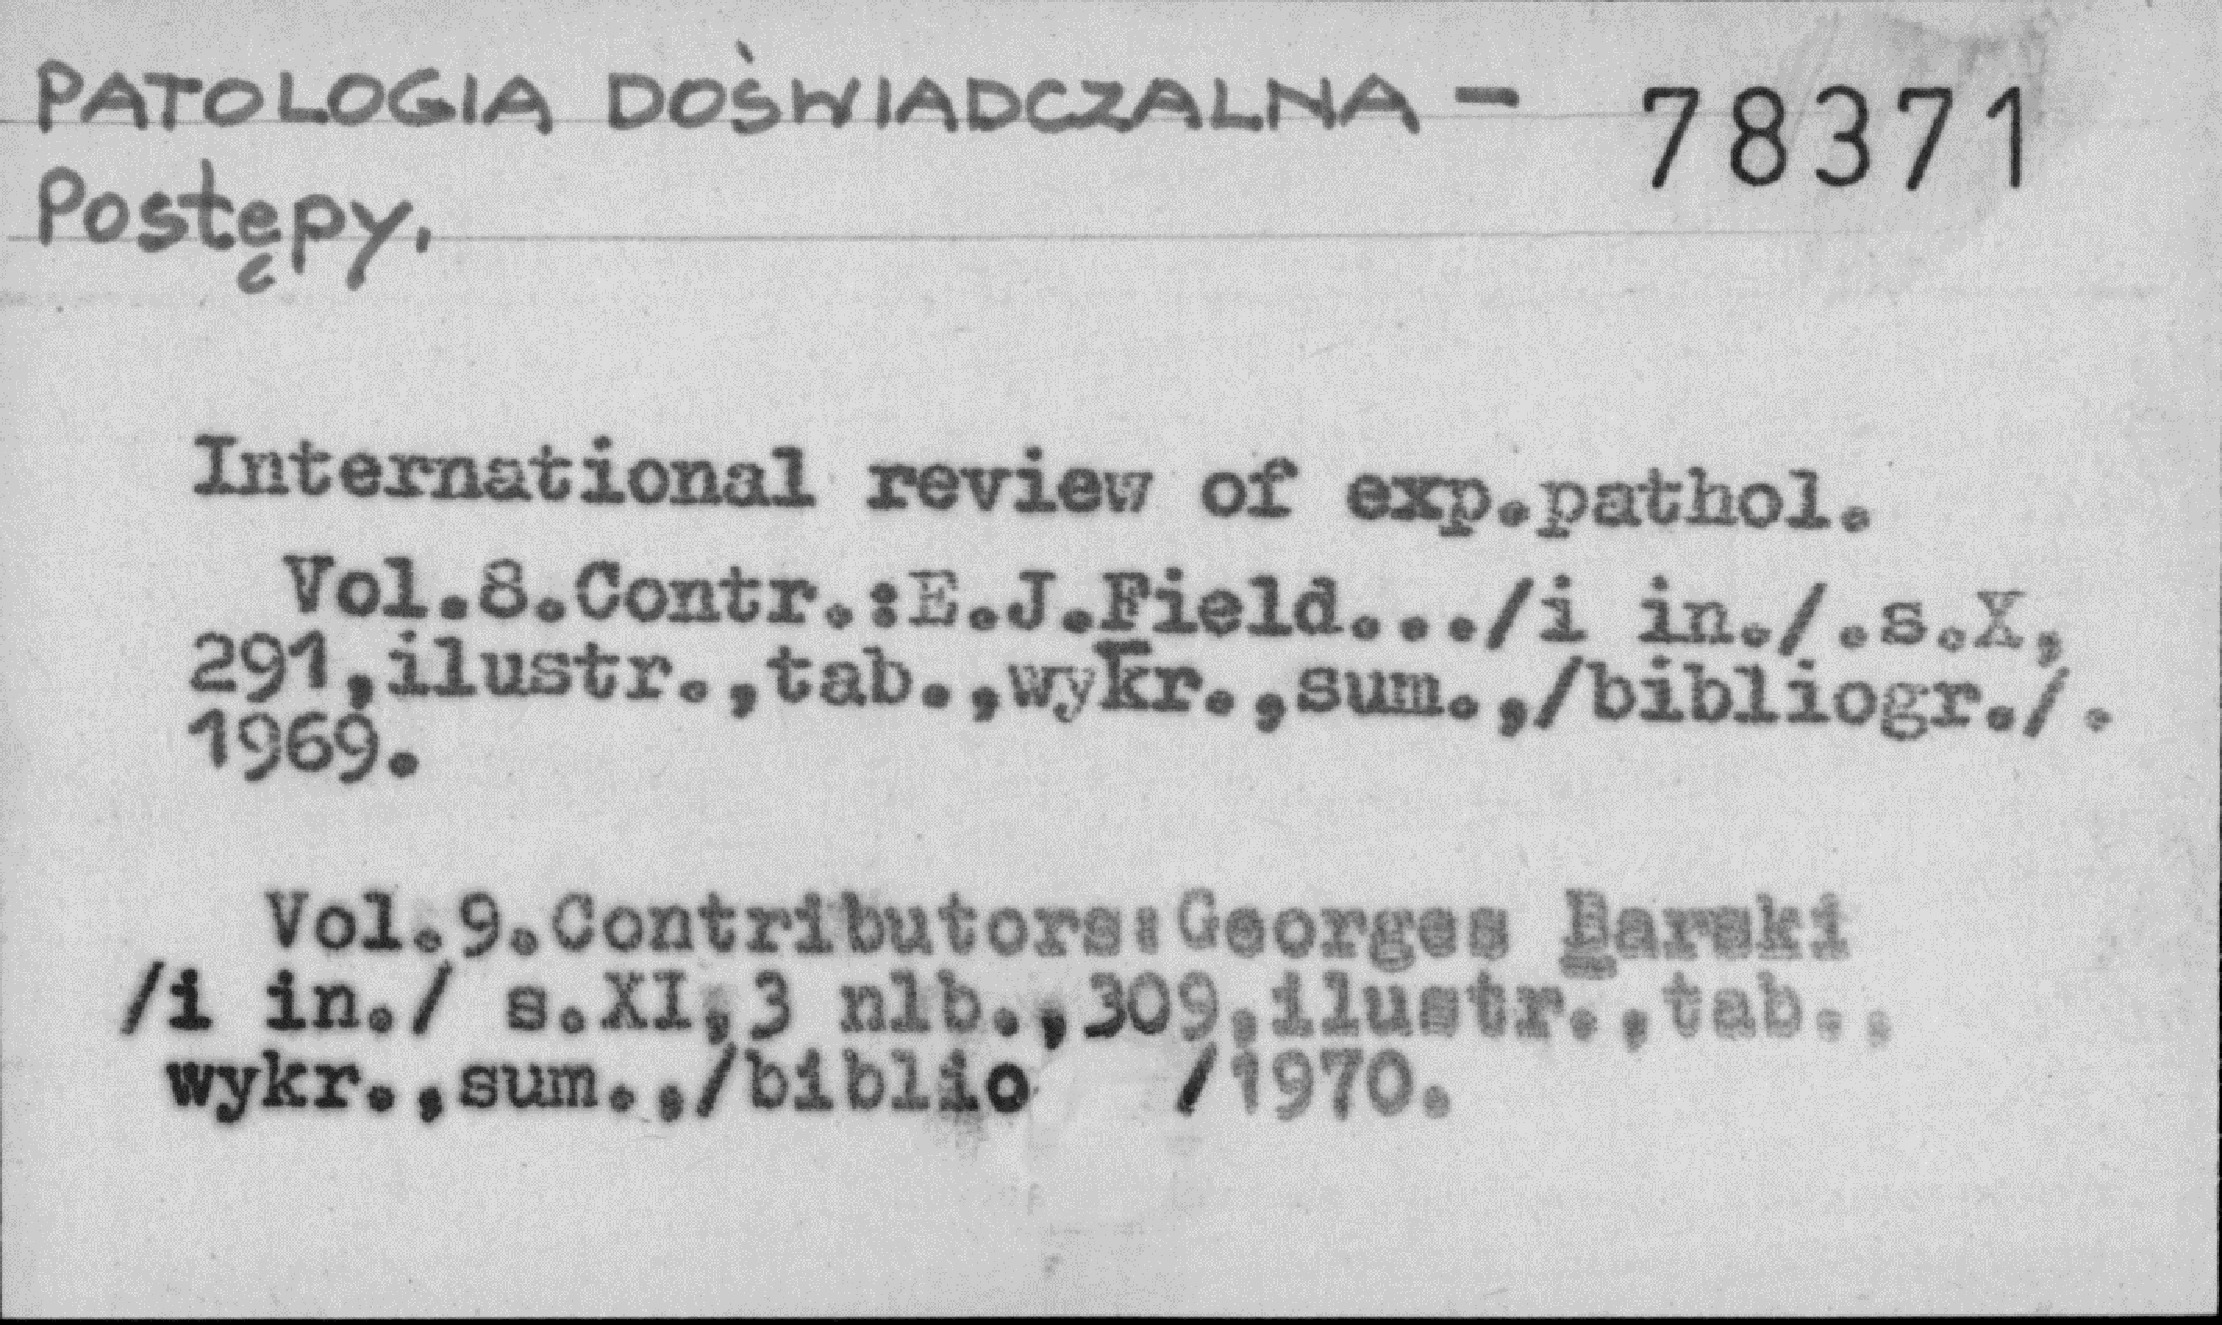 PATOLOGIA DOŚWIADCZALNA – 78371
Postępy.
International review of exp.pathol.
Vol.8.Contr.:E.J.Field.../i in./.s.X,
291,ilustr.,tab.,wykr.,sum.,/bibliogr./.
1969.
Vol.9.Contributors:Georges Barski
/i in./ s.XI,3 nlb.,309,ilustr.,tab.,
wykr.,sum.,/biblio /1970.